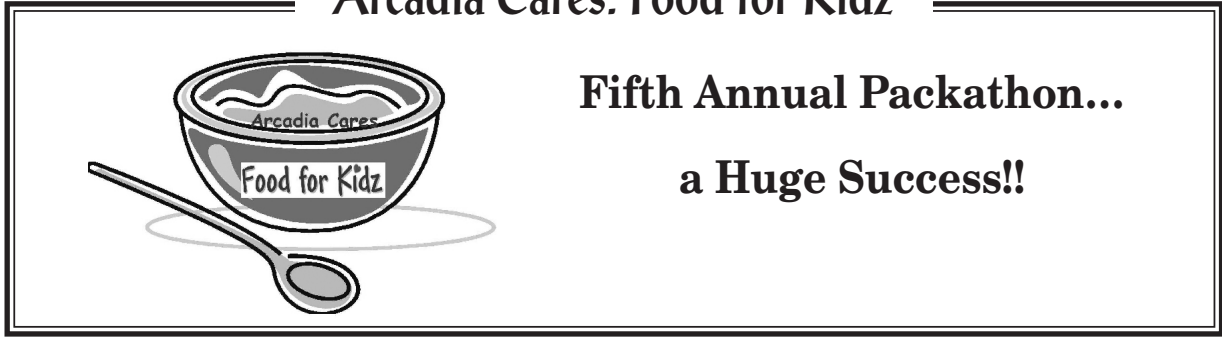 Arcadia Cares: Food for Kidz
Arcadia Cares
Food for Kidz
Fifth Annual Packathon...
a Huge Success!!